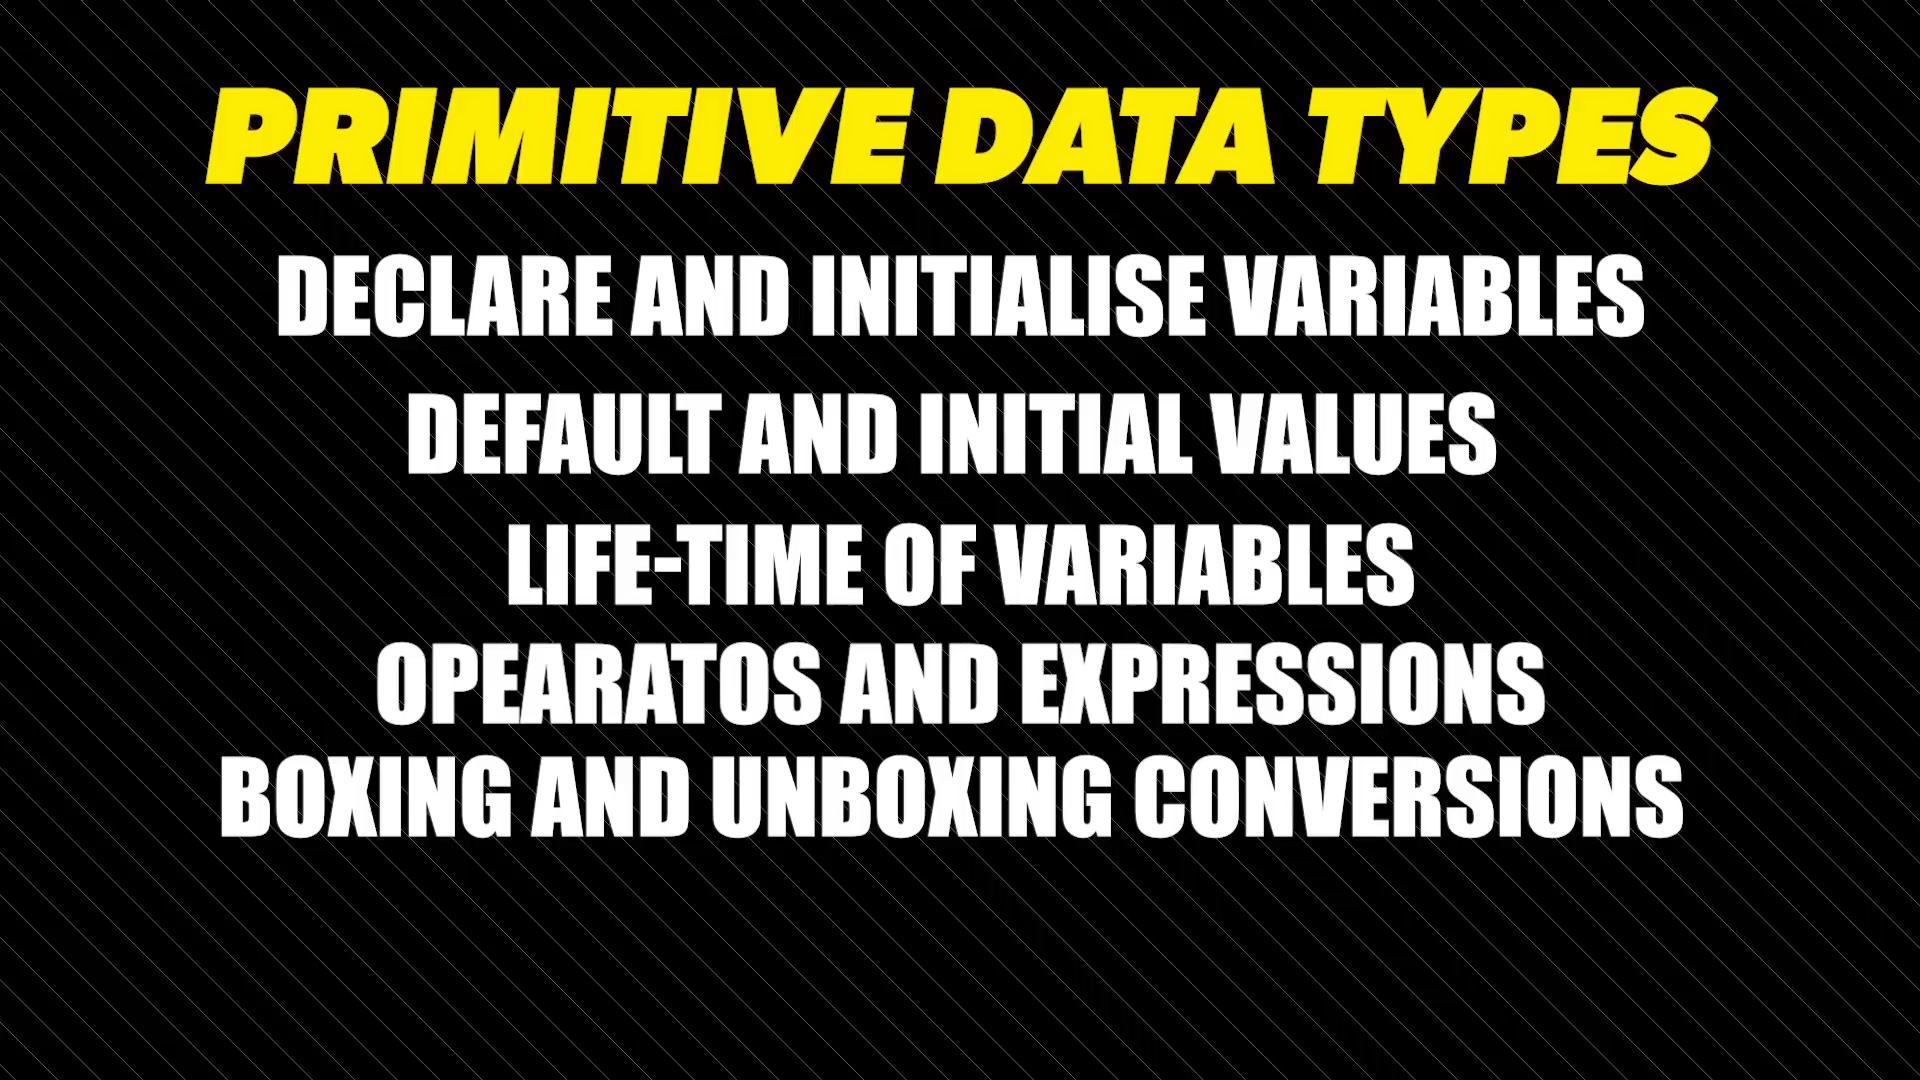 PRIMITIVE DATA TYPES
DECLARE AND INITIALISE VARIABLES
DEFAULT AND INITIAL VALUES
LIFE-TIME OF VARIABLES
OPEARATOS AND EXPRESSIONS
BOXING AND UNBOXING CONVERSIONS